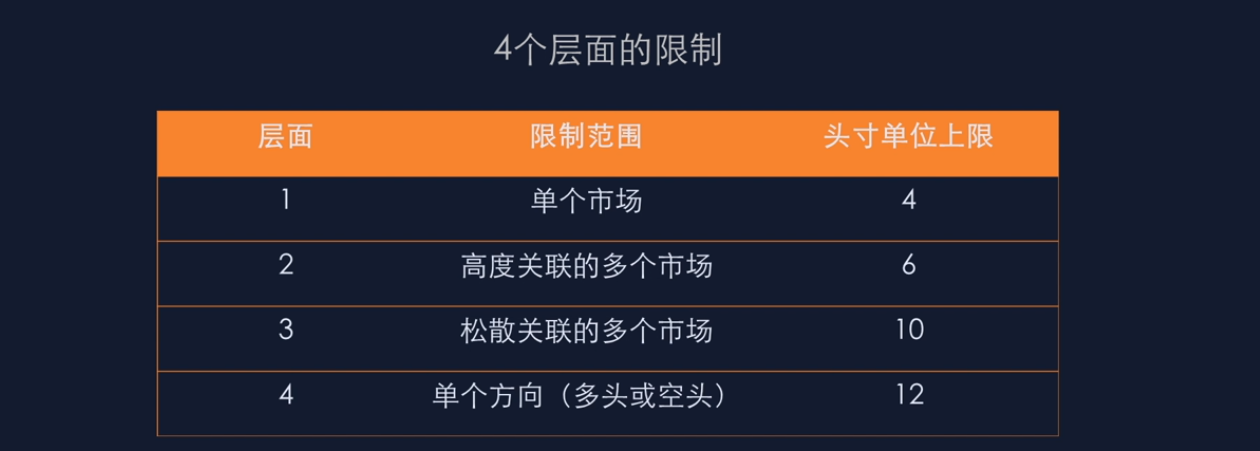 4个层面的限制
层面 限制范围 头寸单位上限
1 单个市场 4
2 高度关联的多个市场 6
3 松散关联的多个市场 10
4 单个方向（多头或空头） 12